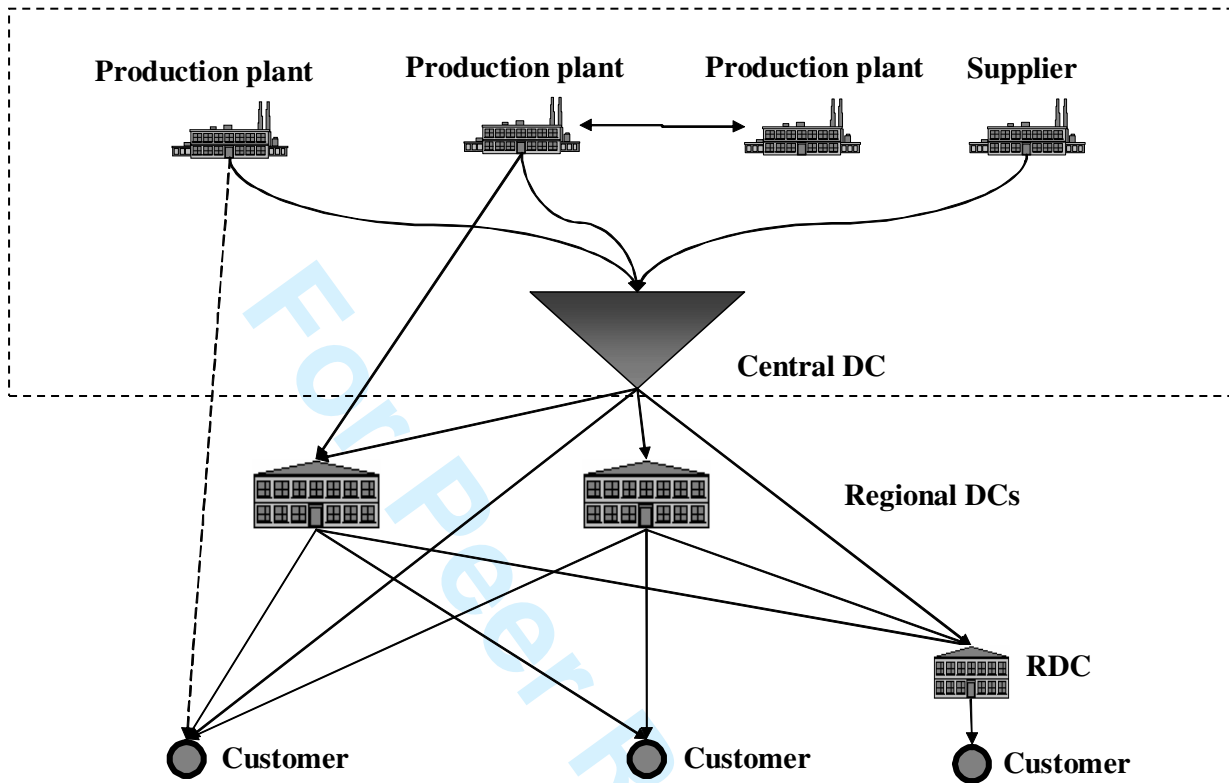 Production plant
Production plant
Production plant
Supplier
Central DC
Regional DCs
RDC
Customer
Customer
Customer
For Peer R